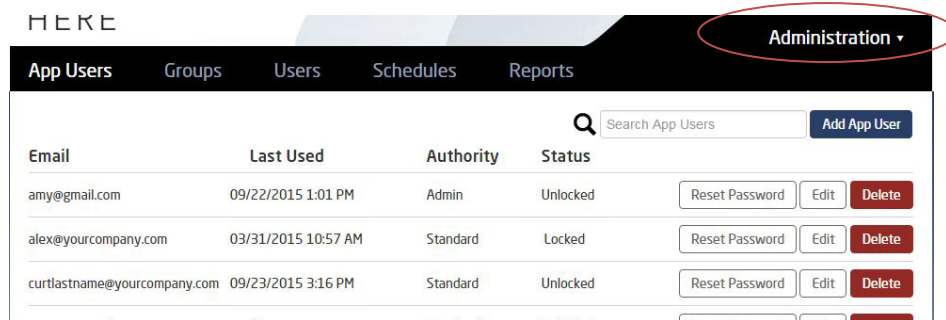 HERE
Administration ▾
App Users Groups Users Schedules Reports
Search App Users Add App User
Email Last Used Authority Status
amy@gmail.com 09/22/2015 1:01 PM Admin Unlocked Reset Password Edit Delete
alex@yourcompany.com 03/31/2015 10:57 AM Standard Locked Reset Password Edit Delete
curtlastname@yourcompany.com 09/23/2015 3:16 PM Standard Unlocked Reset Password Edit Delete